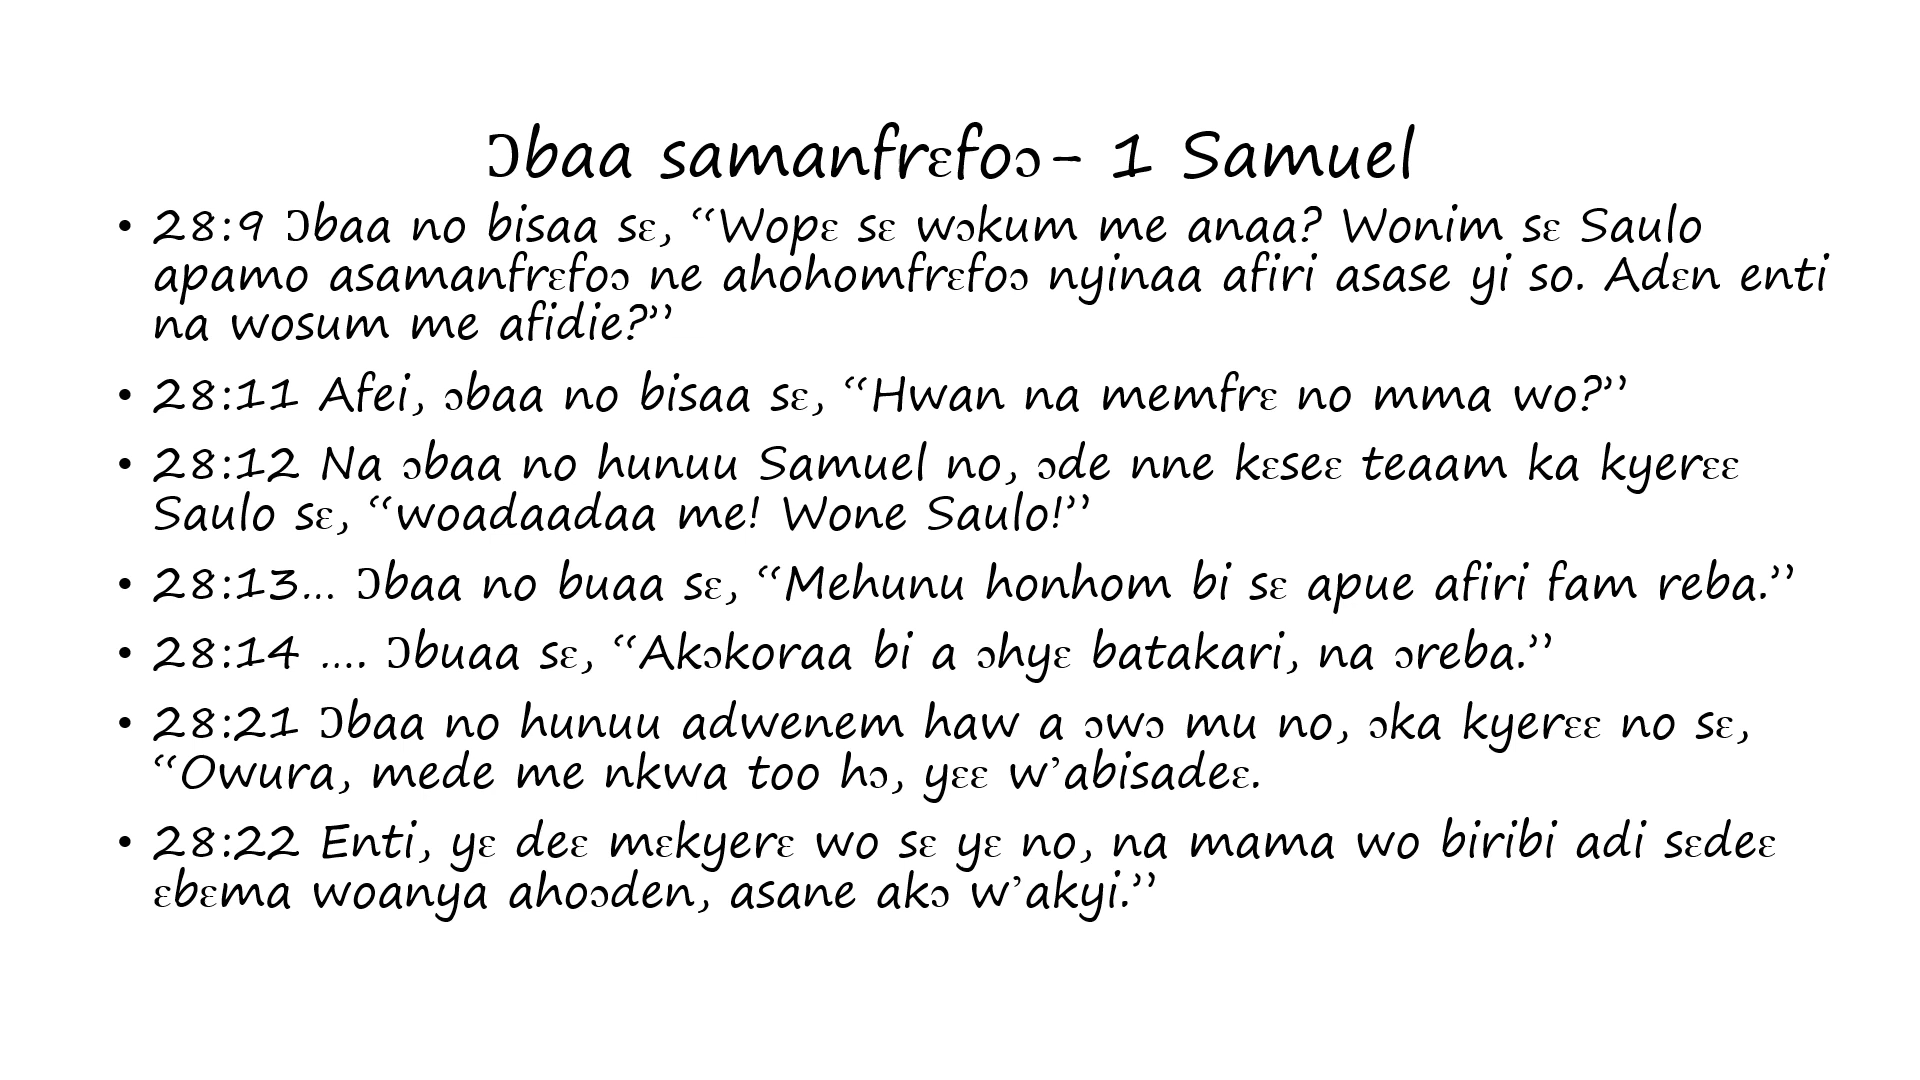 Ɔbaa samanfrɛfoɔ– 1 Samuel
• 28:9 Ɔbaa no bisaa sɛ, “Wopɛ sɛ wɔkum me anaa? Wonim sɛ Saulo
apamo asamanfrɛfoɔ ne ahohomfrɛfoɔ nyinaa afiri asase yi so. Adɛn enti
na wosum me afidie?”
• 28:11 Afei, ɔbaa no bisaa sɛ, “Hwan na memfrɛ no mma wo?”
• 28:12 Na ɔbaa no hunuu Samuel no, ɔde nne kɛseɛ teaam ka kyerɛɛ
Saulo sɛ, “woadaadaa me! Wone Saulo!”
• 28:13... Ɔbaa no buaa sɛ, “Mehunu honhom bi sɛ apue afiri fam reba.”
• 28:14 .... Ɔbuaa sɛ, “Akɔkoraa bi a ɔhyɛ batakari, na ɔreba.”
• 28:21 Ɔbaa no hunuu adwenem haw a ɔwɔ mu no, ɔka kyerɛɛ no sɛ,
“Owura, mede me nkwa too hɔ, yɛɛ w’abisadeɛ.
• 28:22 Enti, yɛ deɛ mɛkyerɛ wo sɛ yɛ no, na mama wo biribi adi sɛdeɛ
ɛbɛma woanya ahoɔden, asane akɔ w’akyi.”